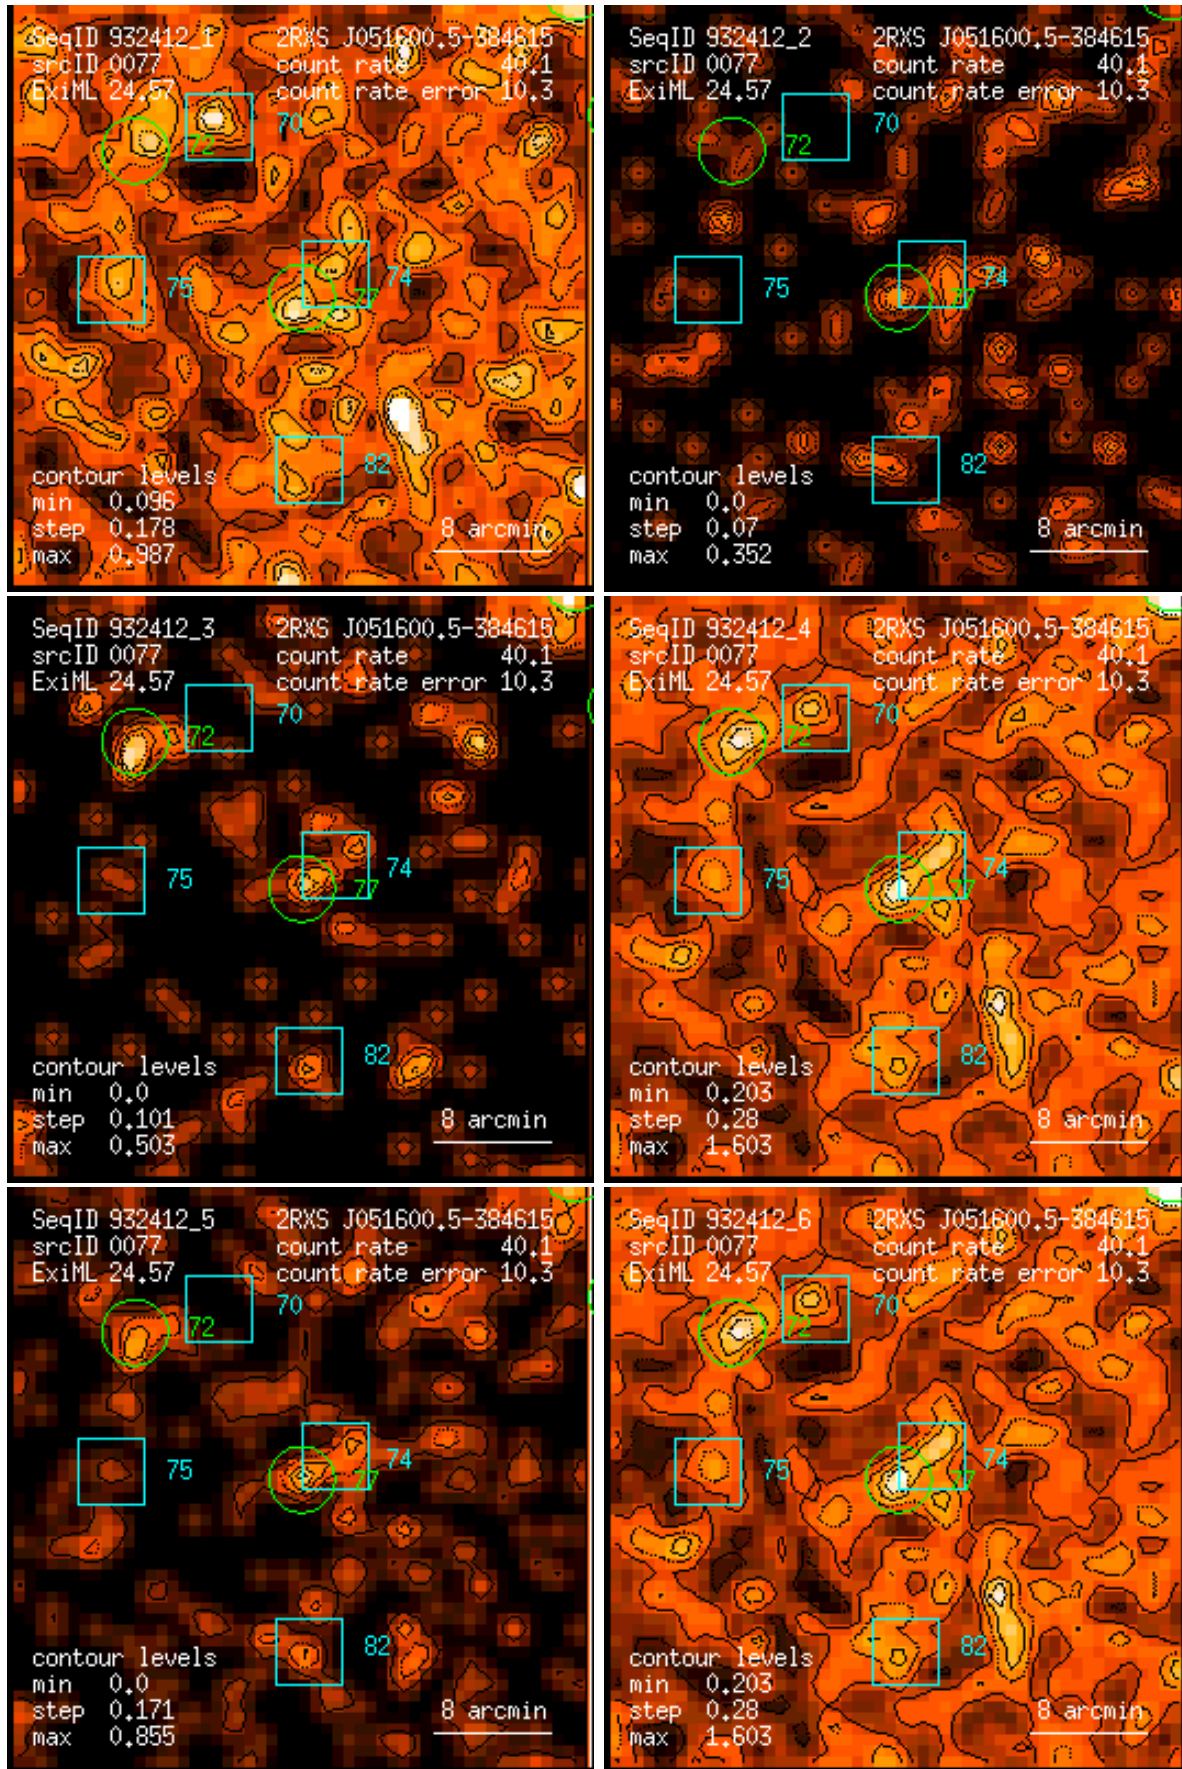 SeqID 932412_1 2RXS J051600.5-384615
srcID 0077 count rate 40.1
ExiML 24.57 count rate error 10.3
70
72
74
75
77
82
contour levels
min 0.096
step 0.178
max 0.987
8 arcmin
SeqID 932412_2 2RXS J051600.5-384615
srcID 0077 count rate 40.1
ExiML 24.57 count rate error 10.3
70
72
74
75
77
82
contour levels
min 0.0
step 0.07
max 0.352
8 arcmin
SeqID 932412_3 2RXS J051600.5-384615
srcID 0077 count rate 40.1
ExiML 24.57 count rate error 10.3
70
72
74
75
77
82
contour levels
min 0.0
step 0.101
max 0.503
8 arcmin
SeqID 932412_4 2RXS J051600.5-384615
srcID 0077 count rate 40.1
ExiML 24.57 count rate error 10.3
70
72
74
75
77
82
contour levels
min 0.203
step 0.28
max 1.603
8 arcmin
SeqID 932412_5 2RXS J051600.5-384615
srcID 0077 count rate 40.1
ExiML 24.57 count rate error 10.3
70
72
74
75
77
82
contour levels
min 0.0
step 0.171
max 0.855
8 arcmin
SeqID 932412_6 2RXS J051600.5-384615
srcID 0077 count rate 40.1
ExiML 24.57 count rate error 10.3
70
72
74
75
77
82
contour levels
min 0.203
step 0.28
max 1.603
8 arcmin